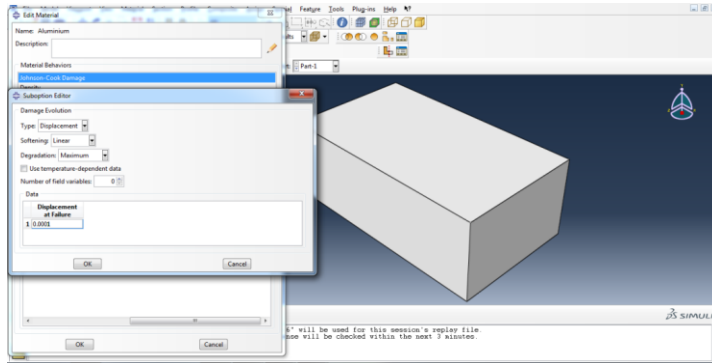 Edit Material
Name: Aluminium
Description:
Material Behaviors
Johnson-Cook Damage
Density
Suboption Editor
Damage Evolution
Type: Displacement
Softening: Linear
Degradation: Maximum
Use temperature-dependent data
Number of field variables: 0
Data
Displacement
at Failure
1 0.0001
OK Cancel
OK Cancel
Feature Tools Plug-ins Help
Part-1
will be used for this session's replay file.
will be checked within the next 3 minutes.
SIMULI